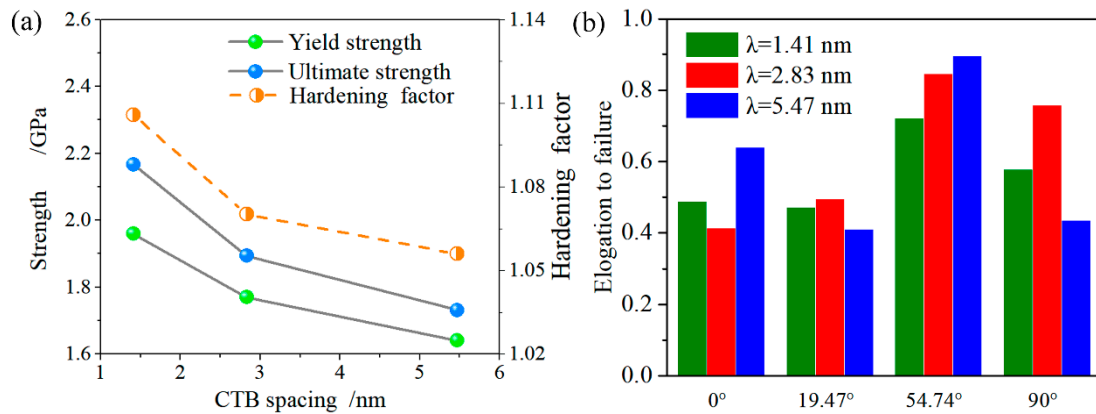 (a)
2.6
2.4
2.2
2.0
1.8
1.6
Strength /GPa
Yield strength
Ultimate strength
Hardening factor
1.14
1.11
1.08
1.05
1.02
Hardening factor
1 2 3 4 5 6
CTB spacing /nm
(b)
1.0
0.8
0.6
0.4
0.2
0.0
Elogation to failure
λ=1.41 nm
λ=2.83 nm
λ=5.47 nm
0° 19.47° 54.74° 90°